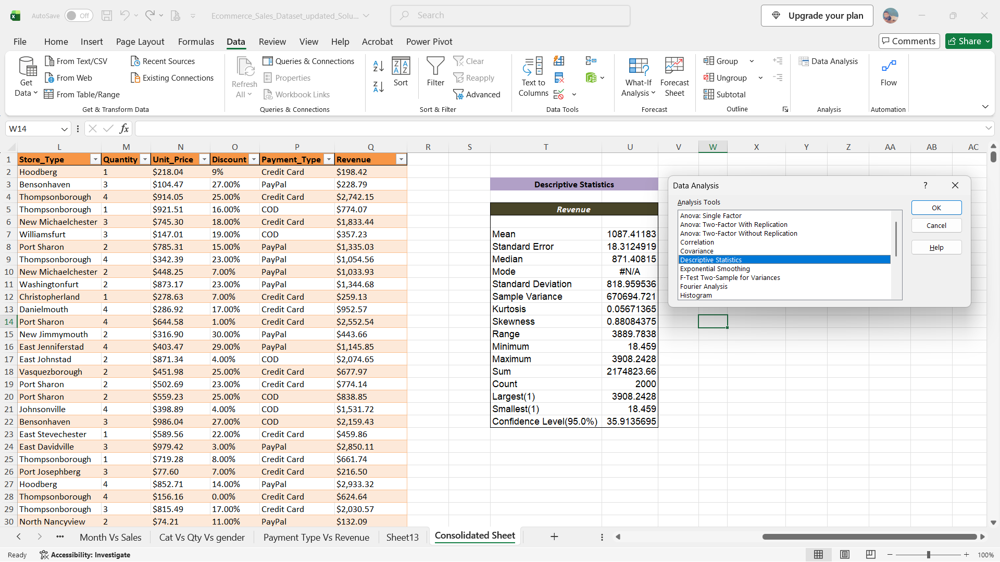 AutoSave Off Ecommerce_Sales_Dataset_updated_Solu... Search Upgrade your plan
File Home Insert Page Layout Formulas Data Review View Help Acrobat Power Pivot Comments Share
Get Data
From Text/CSV
From Web
From Table/Range
Recent Sources
Existing Connections
Get & Transform Data
Refresh All
Queries & Connections
Properties
Workbook Links
Queries & Connections
Sort
Filter
Clear
Reapply
Advanced
Sort & Filter
Text to Columns
Data Tools
What-If Analysis
Forecast Sheet
Forecast
Group
Ungroup
Subtotal
Outline
Data Analysis
Analysis
Flow
Automation
W14 fx
L M N O P Q R S T U V W X Y Z AA AB AC
1 Store_Type Quantity Unit_Price Discount Payment_Type Revenue
2 Hoodberg 1 $218.04 9% Credit Card $198.42
3 Bensonhaven 3 $104.47 27.00% PayPal $228.79 Descriptive Statistics
4 Thompsonborough 4 $914.05 25.00% Credit Card $2,742.15
5 Thompsonborough 1 $921.51 16.00% COD $774.07 Revenue
6 New Michaelchester 3 $745.30 18.00% Credit Card $1,833.44
7 Williamsfurt 3 $147.01 19.00% COD $357.23 Mean 1087.41183
8 Port Sharon 2 $785.31 15.00% PayPal $1,335.03 Standard Error 18.3124919
9 Thompsonborough 4 $342.39 23.00% PayPal $1,054.56 Median 871.40815
10 New Michaelchester 2 $448.25 7.00% PayPal $1,033.93 Mode #N/A
11 Washingtonfurt 2 $873.17 23.00% PayPal $1,344.68 Standard Deviation 818.959536
12 Christopherland 1 $278.63 7.00% Credit Card $259.13 Sample Variance 670694.721
13 Danielmouth 4 $286.92 17.00% Credit Card $952.57 Kurtosis 0.05671365
14 Port Sharon 4 $644.58 1.00% Credit Card $2,552.54 Skewness 0.88084375
15 New Jimmymouth 2 $316.90 30.00% PayPal $443.66 Range 3889.7838
16 East Jenniferstad 4 $403.47 29.00% PayPal $1,145.85 Minimum 18.459
17 East Johnstad 2 $871.34 4.00% COD $2,074.65 Maximum 3908.2428
18 Vasquezborough 2 $451.98 25.00% Credit Card $677.97 Sum 2174823.66
19 Port Sharon 2 $502.69 23.00% Credit Card $774.14 Count 2000
20 Port Sharon 2 $559.23 25.00% COD $838.85 Largest(1) 3908.2428
21 Johnsonville 4 $398.89 4.00% COD $1,531.72 Smallest(1) 18.459
22 Bensonhaven 3 $986.04 27.00% COD $2,159.43 Confidence Level(95.0%) 35.9135695
23 East Stevechester 1 $589.56 22.00% Credit Card $459.86
24 East Davidville 3 $979.42 3.00% PayPal $2,850.11
25 Thompsonborough 1 $719.28 8.00% Credit Card $661.74
26 Port Josephberg 3 $77.60 7.00% Credit Card $216.50
27 Hoodberg 4 $852.71 14.00% PayPal $2,933.32
28 Thompsonborough 4 $156.16 0.00% Credit Card $624.64
29 Thompsonborough 3 $815.49 17.00% Credit Card $2,030.57
30 North Nancyview 2 $74.21 11.00% PayPal $132.09
Data Analysis ?
Analysis Tools
Anova: Single Factor
Anova: Two-Factor With Replication
Anova: Two-Factor Without Replication
Correlation
Covariance
Descriptive Statistics
Exponential Smoothing
F-Test Two-Sample for Variances
Fourier Analysis
Histogram
OK
Cancel
Help
Month Vs Sales Cat Vs Qty Vs gender Payment Type Vs Revenue Sheet13 Consolidated Sheet
Ready Accessibility: Investigate 100%